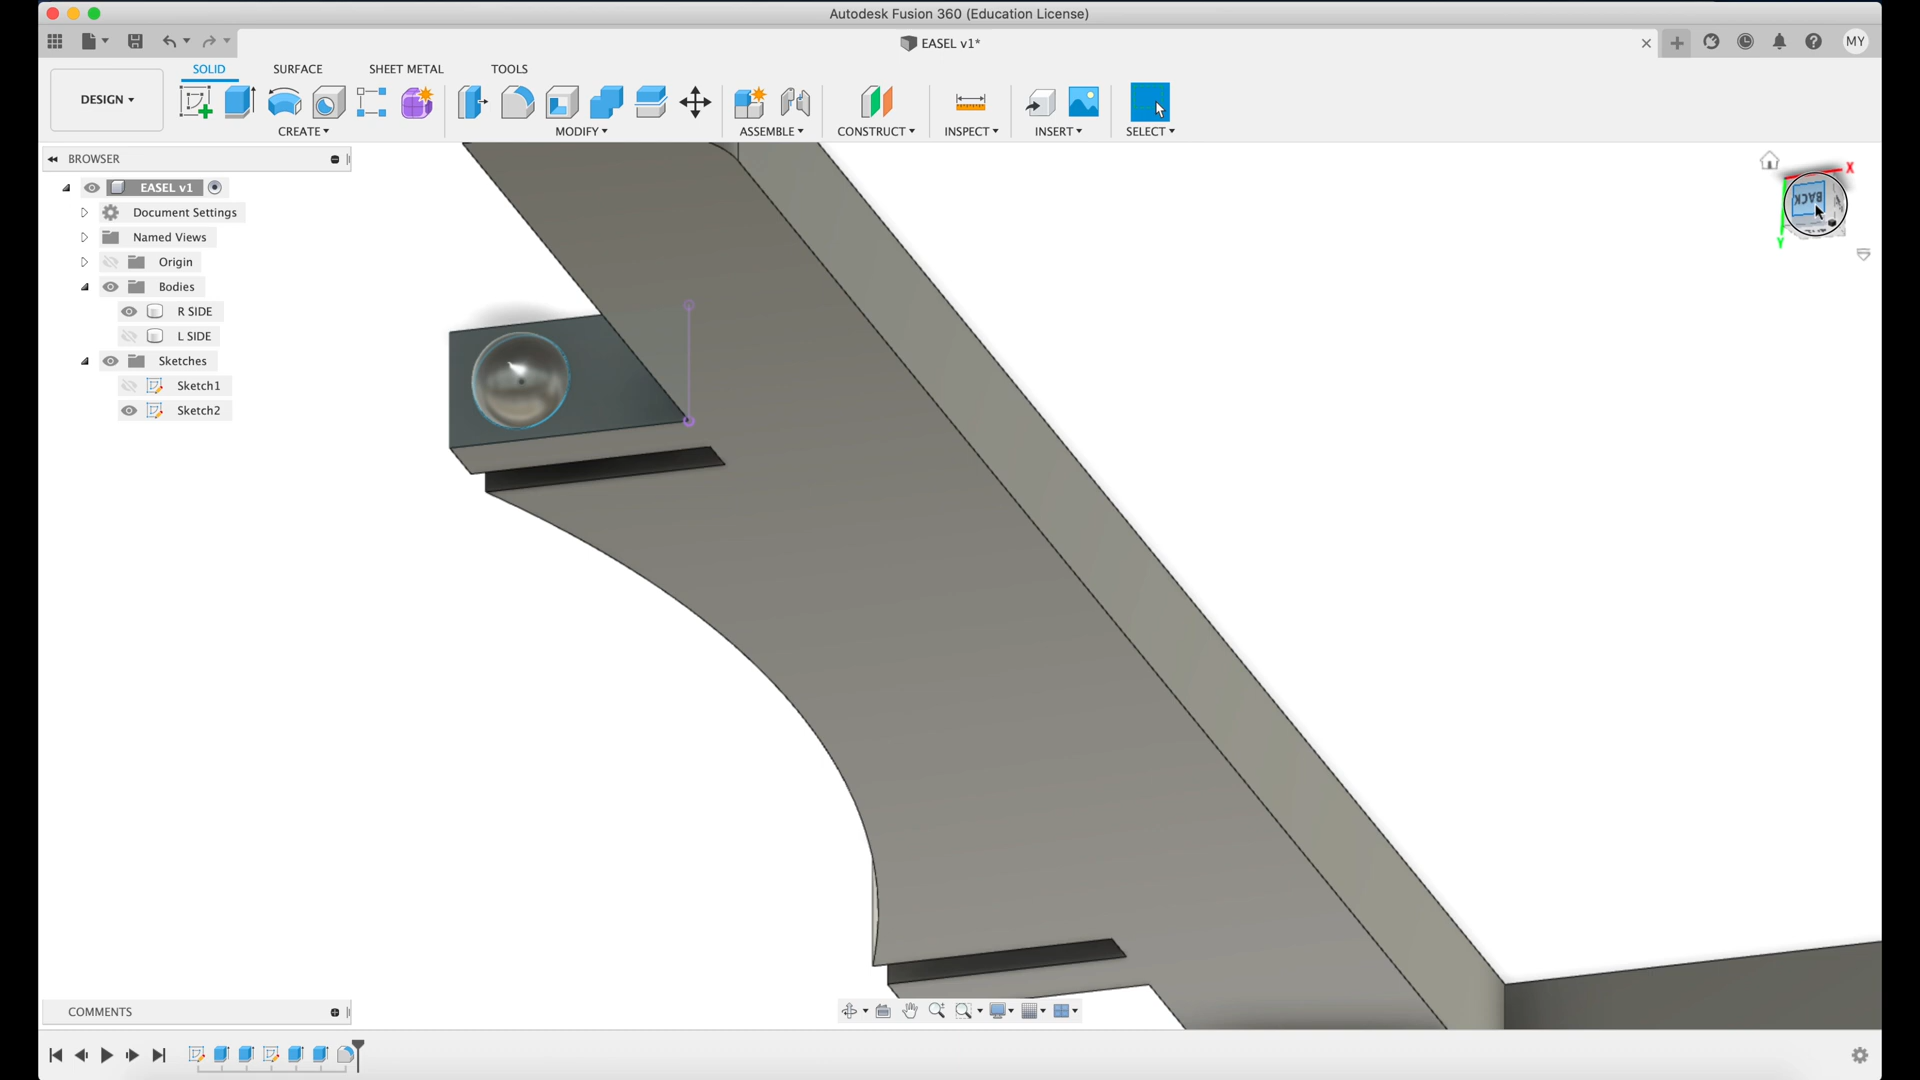 Autodesk Fusion 360 (Education License)
EASEL v1*
MY
SOLID
SURFACE
SHEET METAL
TOOLS
DESIGN
CREATE
MODIFY
ASSEMBLE
CONSTRUCT
INSPECT
INSERT
SELECT
BROWSER
EASEL v1
Document Settings
Named Views
Origin
Bodies
R SIDE
L SIDE
Sketches
Sketch1
Sketch2
X
BACK
Y
COMMENTS